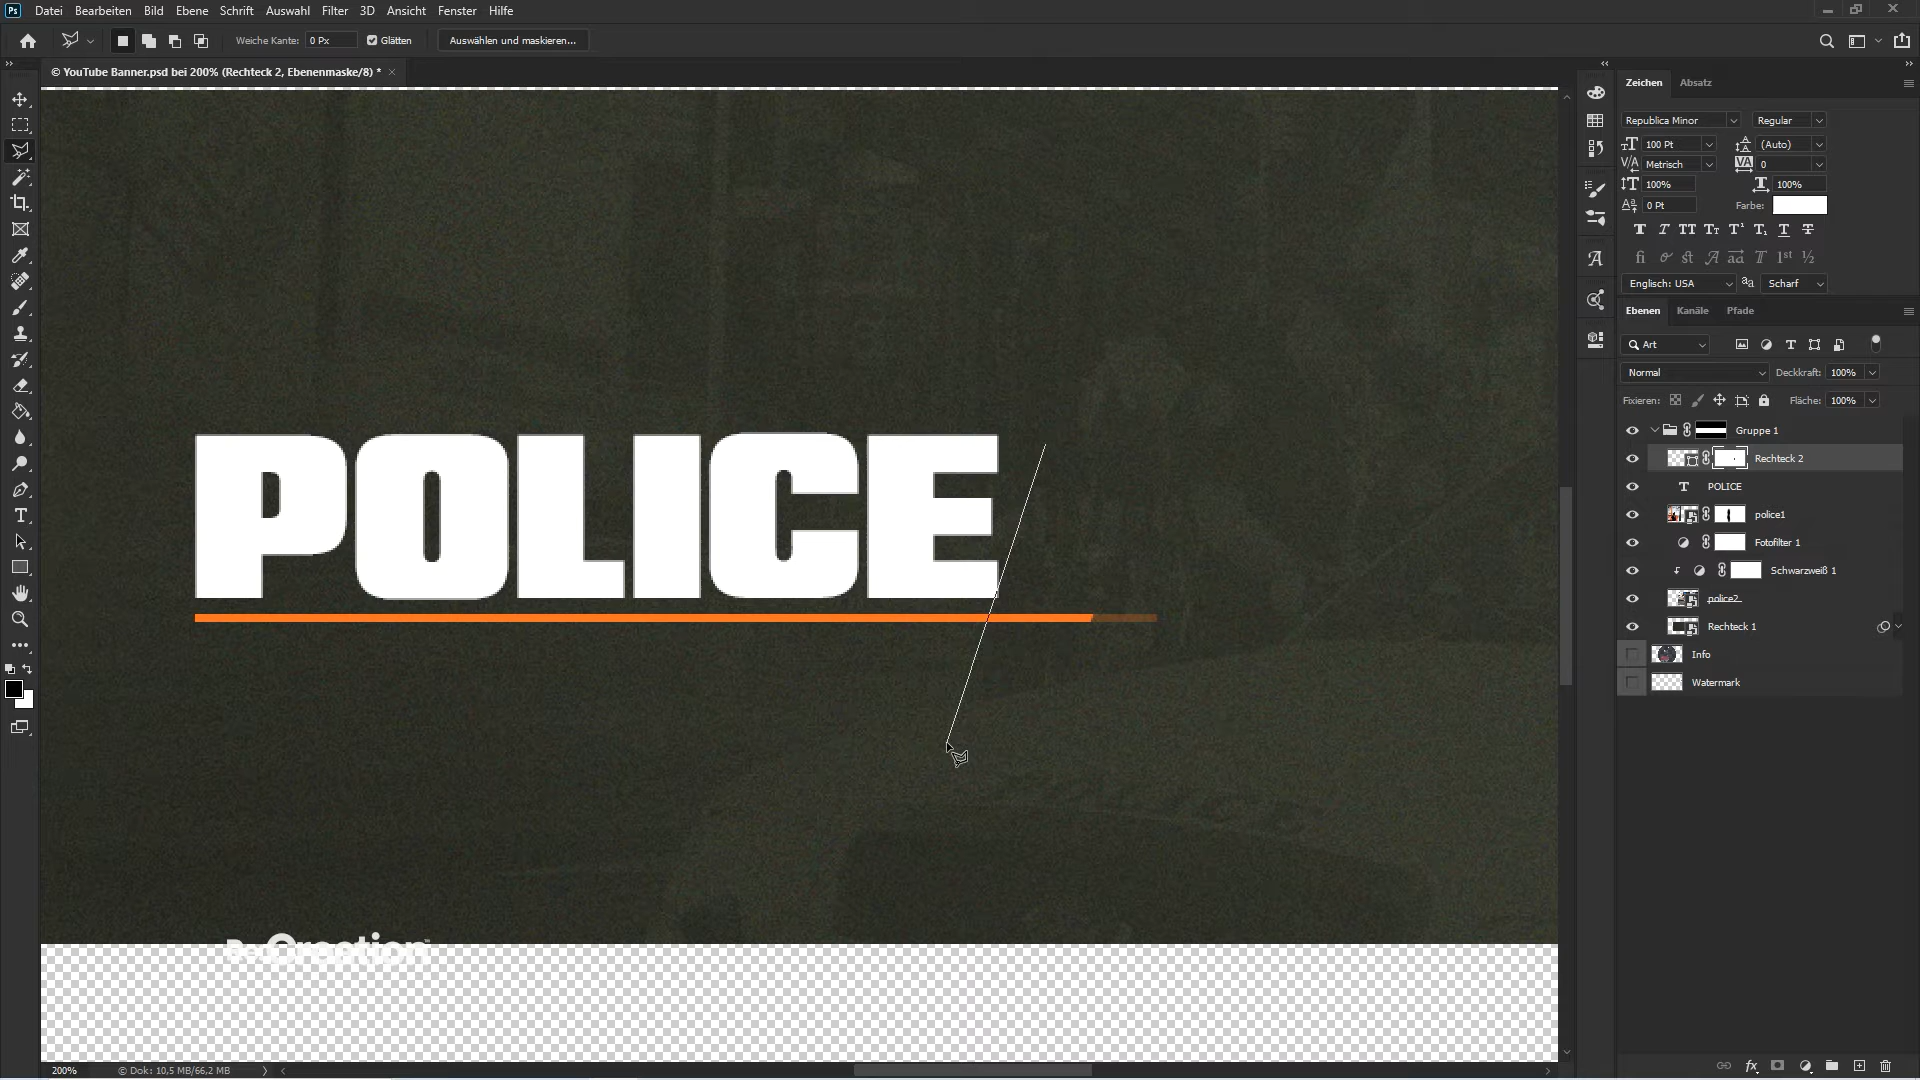 Ps Datei Bearbeiten Bild Ebene Schrift Auswahl Filter 3D Ansicht Fenster Hilfe
Weiche Kante: 0 Px Glätten Auswählen und maskieren...
© YouTube Banner.psd bei 200% (Rechteck 2, Ebenenmaske/8) * ×
Zeichen Absatz
Republica Minor Regular
100 Pt (Auto)
Metrisch 0
100% 100%
0 Pt Farbe:
Englisch: USA Scharf
Ebenen Kanäle Pfade
Art
Normal Deckkraft: 100%
Fixieren: Fläche: 100%
Gruppe 1
Rechteck 2
POLICE
police1
Fotofilter 1
Schwarzweiß 1
police2
Rechteck 1
Info
Watermark
POLICE
Creation
200% © Dok: 10,5 MB/66,2 MB